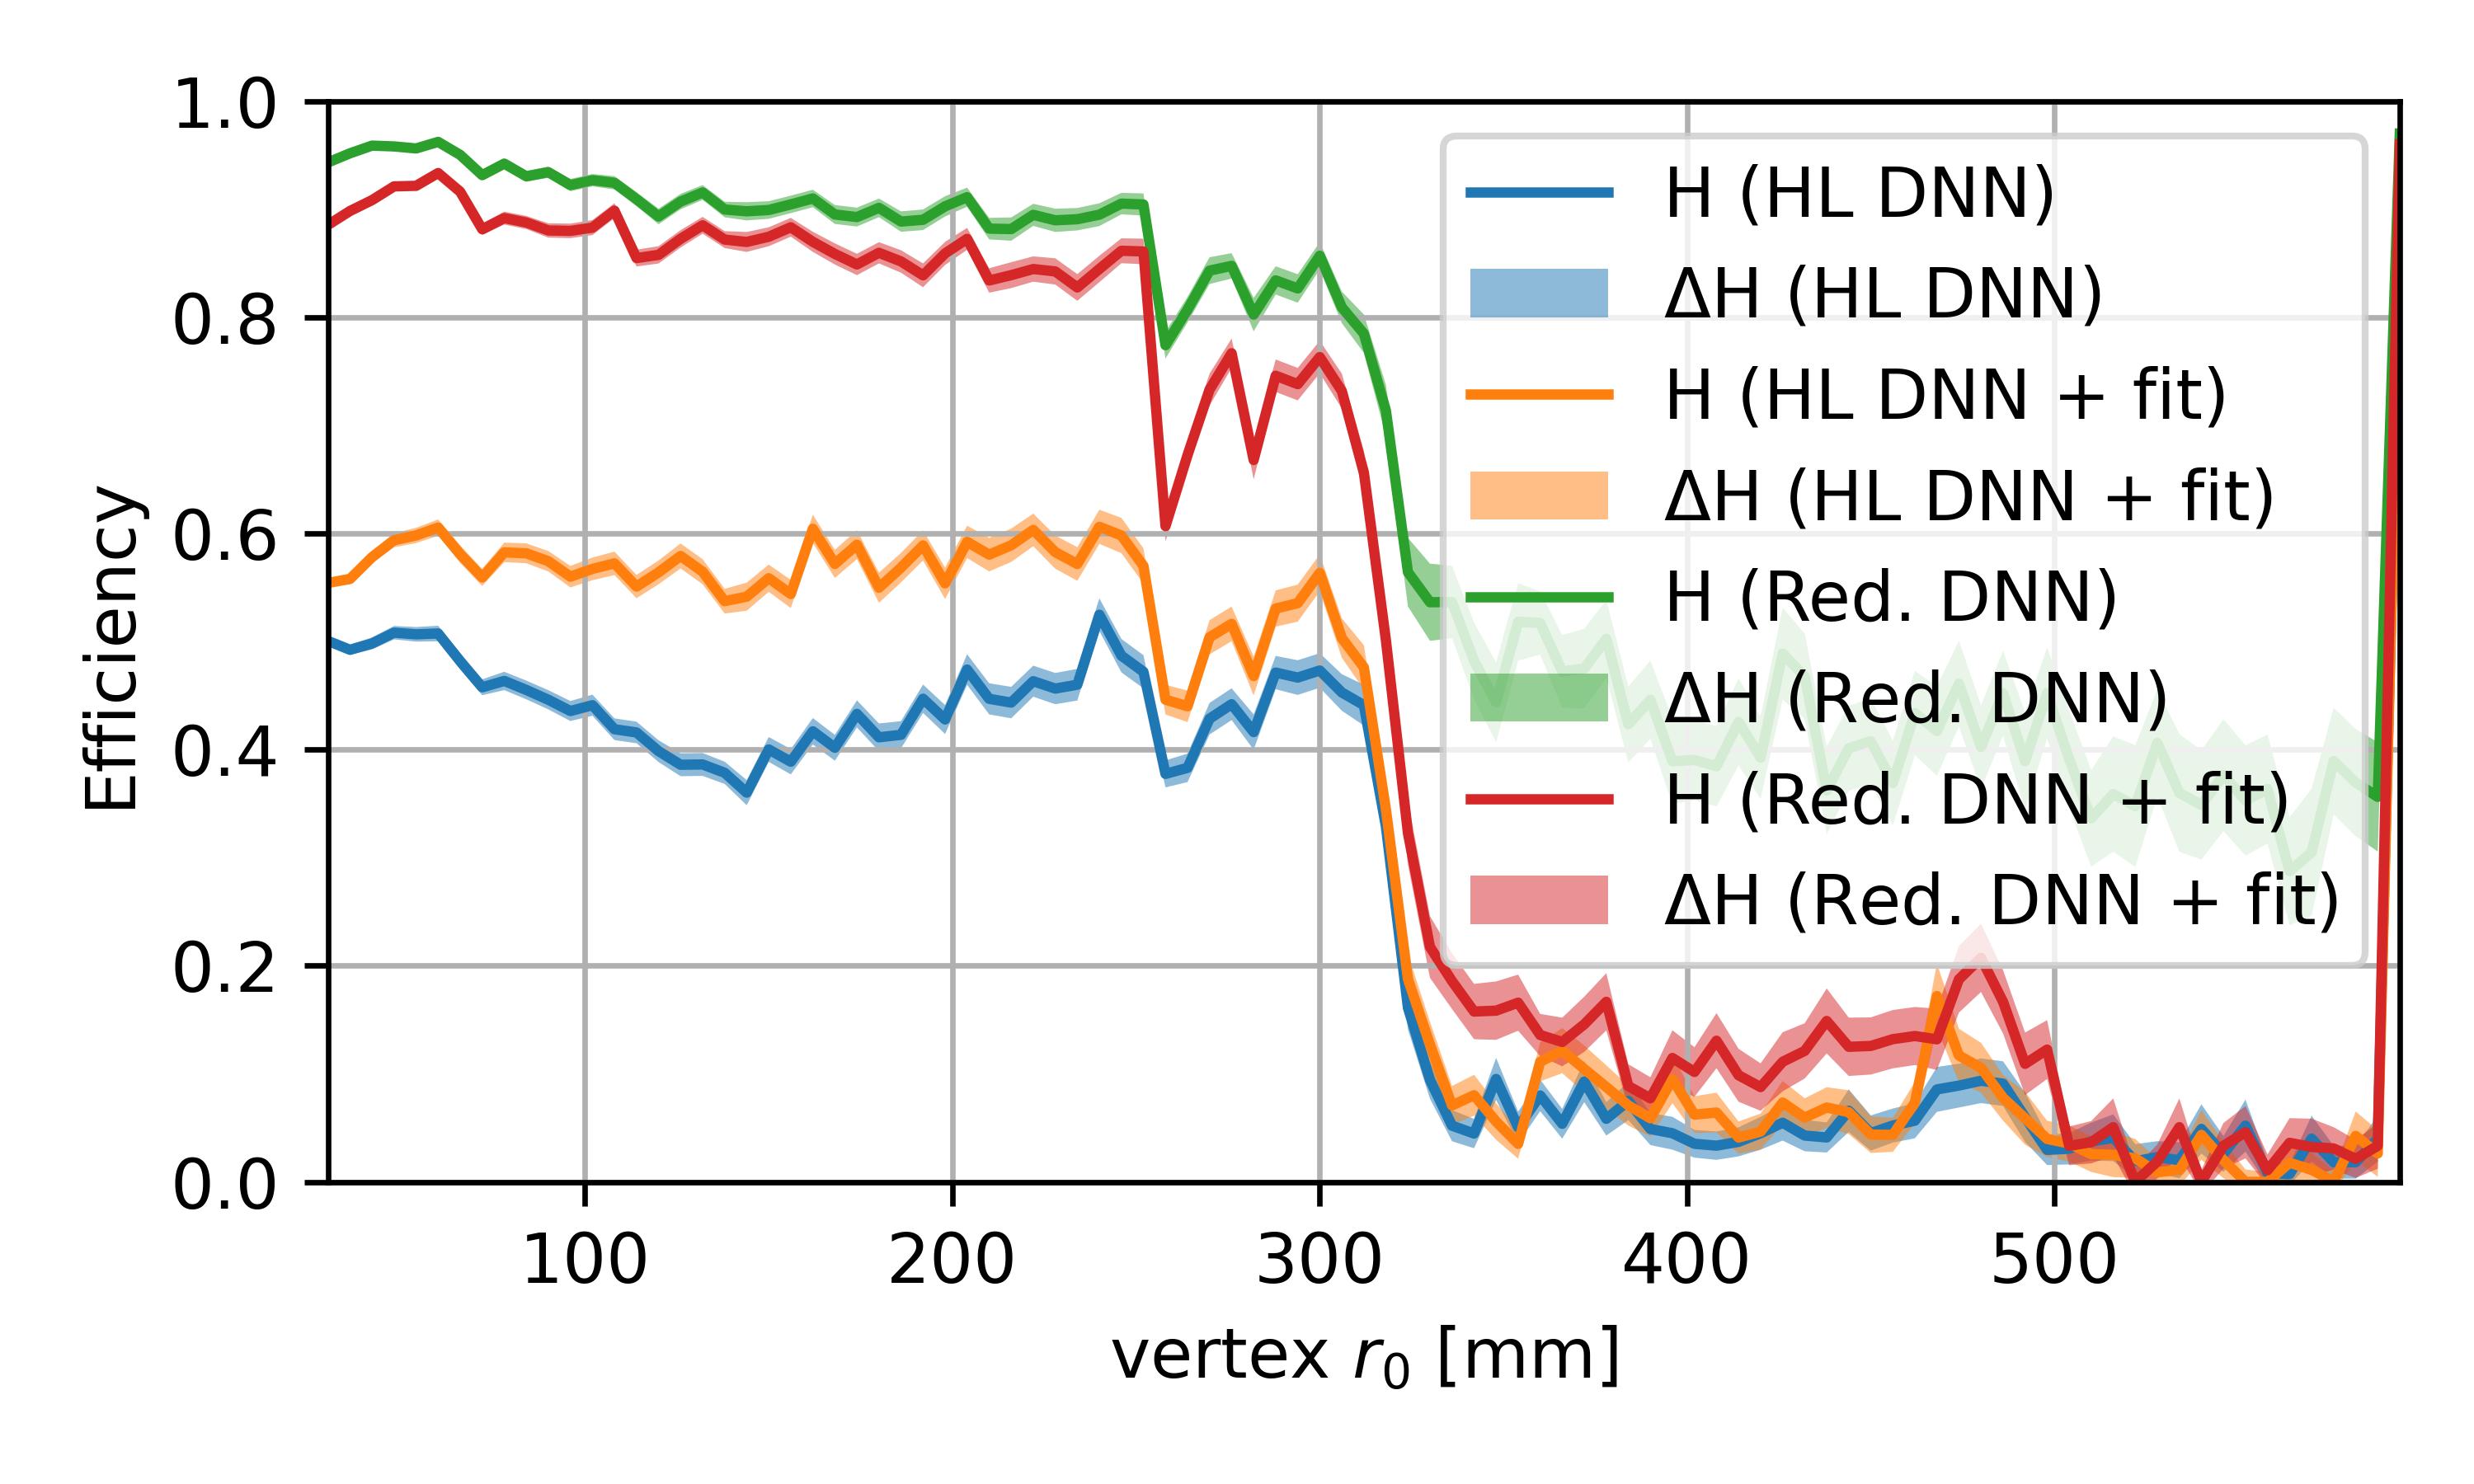 1.0
0.8
0.6
0.4
0.2
0.0
Efficiency
H (HL DNN)
ΔH (HL DNN)
H (HL DNN + fit)
ΔH (HL DNN + fit)
H (Red. DNN)
ΔH (Red. DNN)
H (Red. DNN + fit)
ΔH (Red. DNN + fit)
100 200 300 400 500
vertex r₀ [mm]